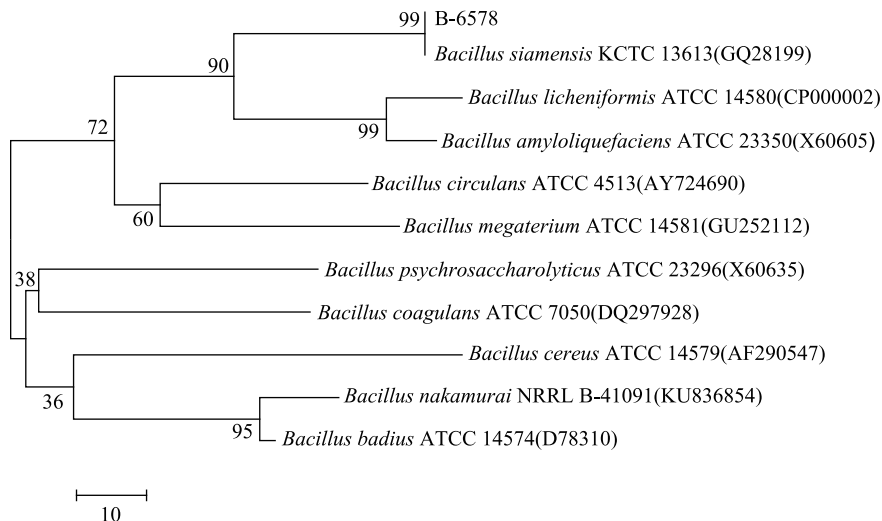 99
B-6578
Bacillus siamensis KCTC 13613(GQ28199)
90
Bacillus licheniformis ATCC 14580(CP000002)
99
Bacillus amyloliquefaciens ATCC 23350(X60605)
72
Bacillus circulans ATCC 4513(AY724690)
60
Bacillus megaterium ATCC 14581(GU252112)
38
Bacillus psychrosaccharolyticus ATCC 23296(X60635)
Bacillus coagulans ATCC 7050(DQ297928)
Bacillus cereus ATCC 14579(AF290547)
36
Bacillus nakamurai NRRL B-41091(KU836854)
95
Bacillus badius ATCC 14574(D78310)
10